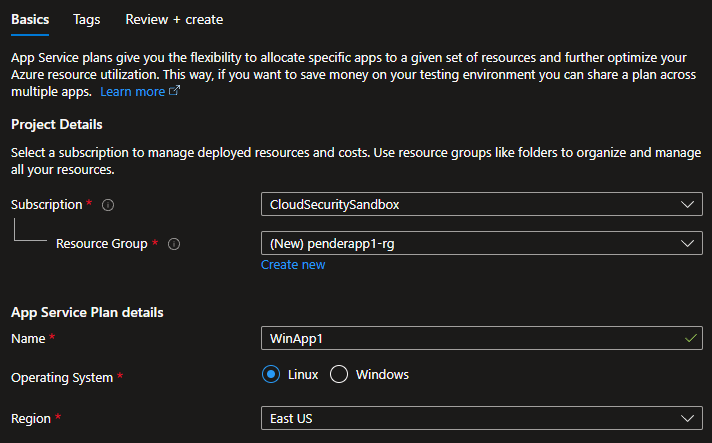 Basics Tags Review + create
App Service plans give you the flexibility to allocate specific apps to a given set of resources and further optimize your
Azure resource utilization. This way, if you want to save money on your testing environment you can share a plan across
multiple apps. Learn more
Project Details
Select a subscription to manage deployed resources and costs. Use resource groups like folders to organize and manage
all your resources.
Subscription * CloudSecuritySandbox
Resource Group * (New) penderapp1-rg
Create new
App Service Plan details
Name * WinApp1
Operating System * Linux Windows
Region * East US